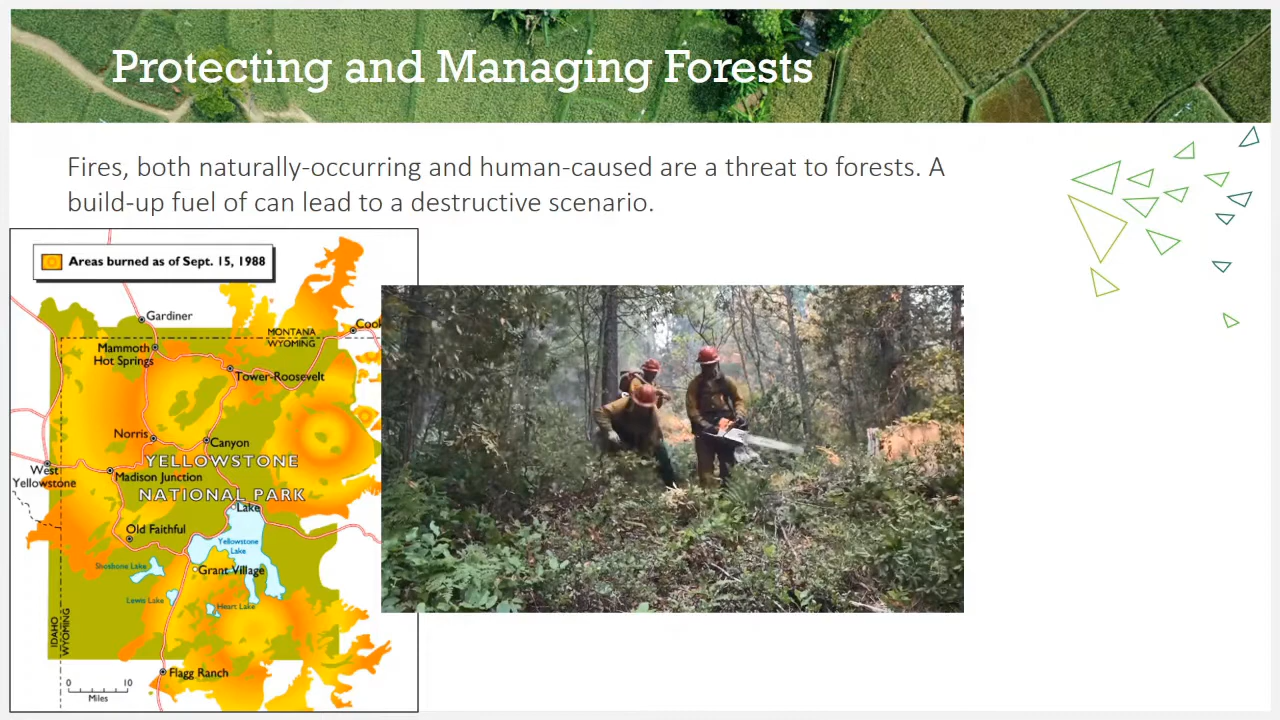 Protecting and Managing Forests
Fires, both naturally-occurring and human-caused are a threat to forests. A
build-up fuel of can lead to a destructive scenario.
Areas burned as of Sept. 15, 1988
Gardiner
MONTANA
WYOMING
Cook
Mammoth
Hot Springs
Tower-Roosevelt
Norris
Canyon
YELLOWSTONE
NATIONAL PARK
West
Yellowstone
Madison Junction
Lake
Old Faithful
Yellowstone
Lake
Shoshone Lake
Grant Village
Lewis Lake
Heart Lake
IDAHO
WYOMING
Flagg Ranch
0 10
Miles